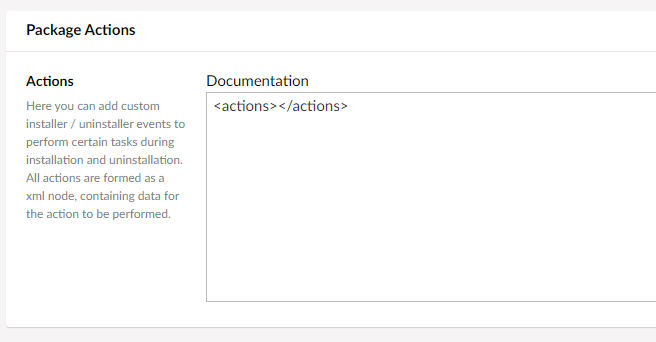 Package Actions
Actions
Here you can add custom
installer / uninstaller events to
perform certain tasks during
installation and uninstallation.
All actions are formed as a
xml node, containing data for
the action to be performed.
Documentation
<actions></actions>